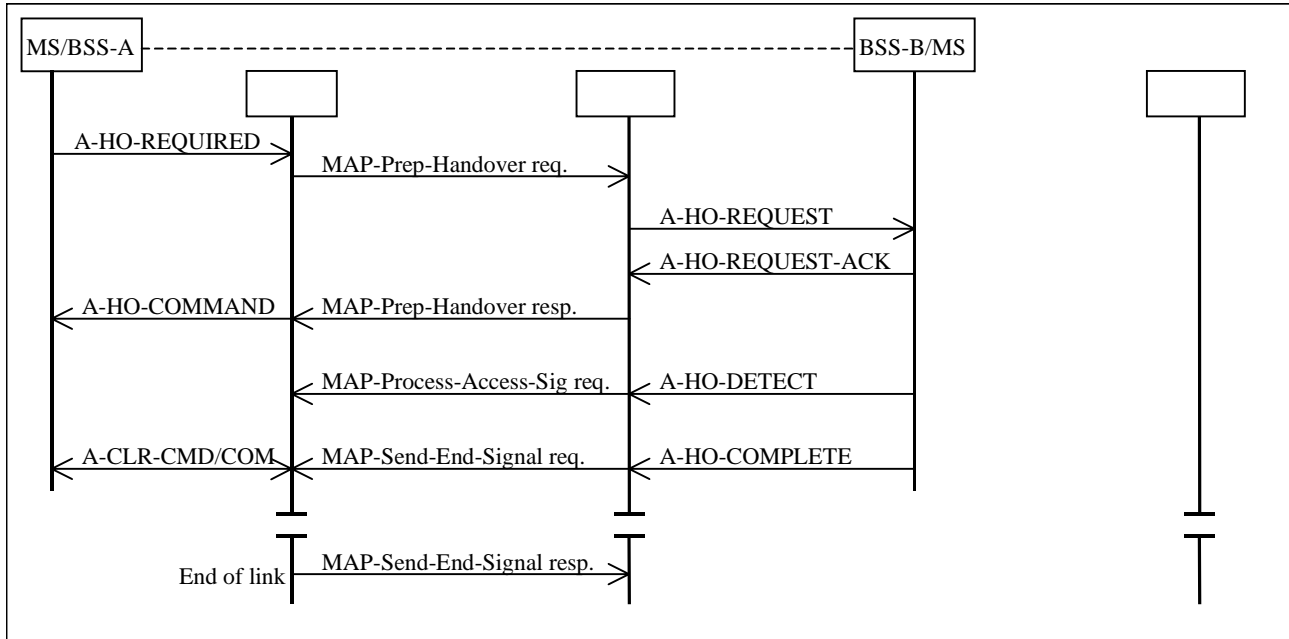 MS/BSS-A
BSS-B/MS
A-HO-REQUIRED
MAP-Prep-Handover req.
A-HO-REQUEST
A-HO-REQUEST-ACK
A-HO-COMMAND
MAP-Prep-Handover resp.
MAP-Process-Access-Sig req.
A-HO-DETECT
A-CLR-CMD/COM
MAP-Send-End-Signal req.
A-HO-COMPLETE
MAP-Send-End-Signal resp.
End of link